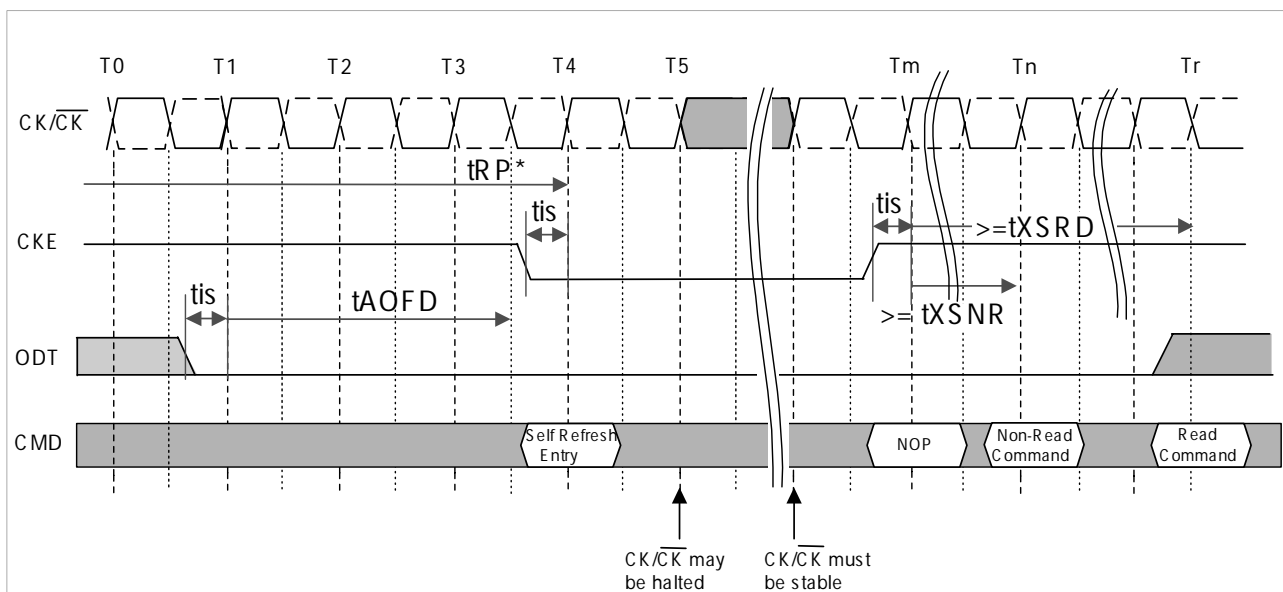 T0 T1 T2 T3 T4 T5 Tm Tn Tr
CK/CK
tRP*
tis tis
CKE >=tXSRD
tis tAOFD
>= tXSNR
ODT
CMD Self Refresh Entry NOP Non-Read Command Read Command
CK/CK may
be halted
CK/CK must
be stable